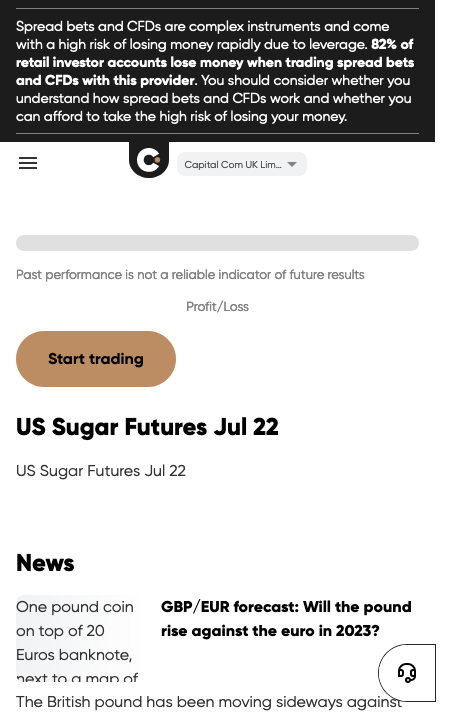 Spread bets and CFDs are complex instruments and come
with a high risk of losing money rapidly due to leverage. 82% of
retail investor accounts lose money when trading spread bets
and CFDs with this provider. You should consider whether you
understand how spread bets and CFDs work and whether you
can afford to take the high risk of losing your money.
Capital Com UK Lim...
Past performance is not a reliable indicator of future results
Profit/Loss
Start trading
US Sugar Futures Jul 22
US Sugar Futures Jul 22
News
One pound coin
on top of 20
Euros banknote,
next to a map of
GBP/EUR forecast: Will the pound
rise against the euro in 2023?
The British pound has been moving sideways against